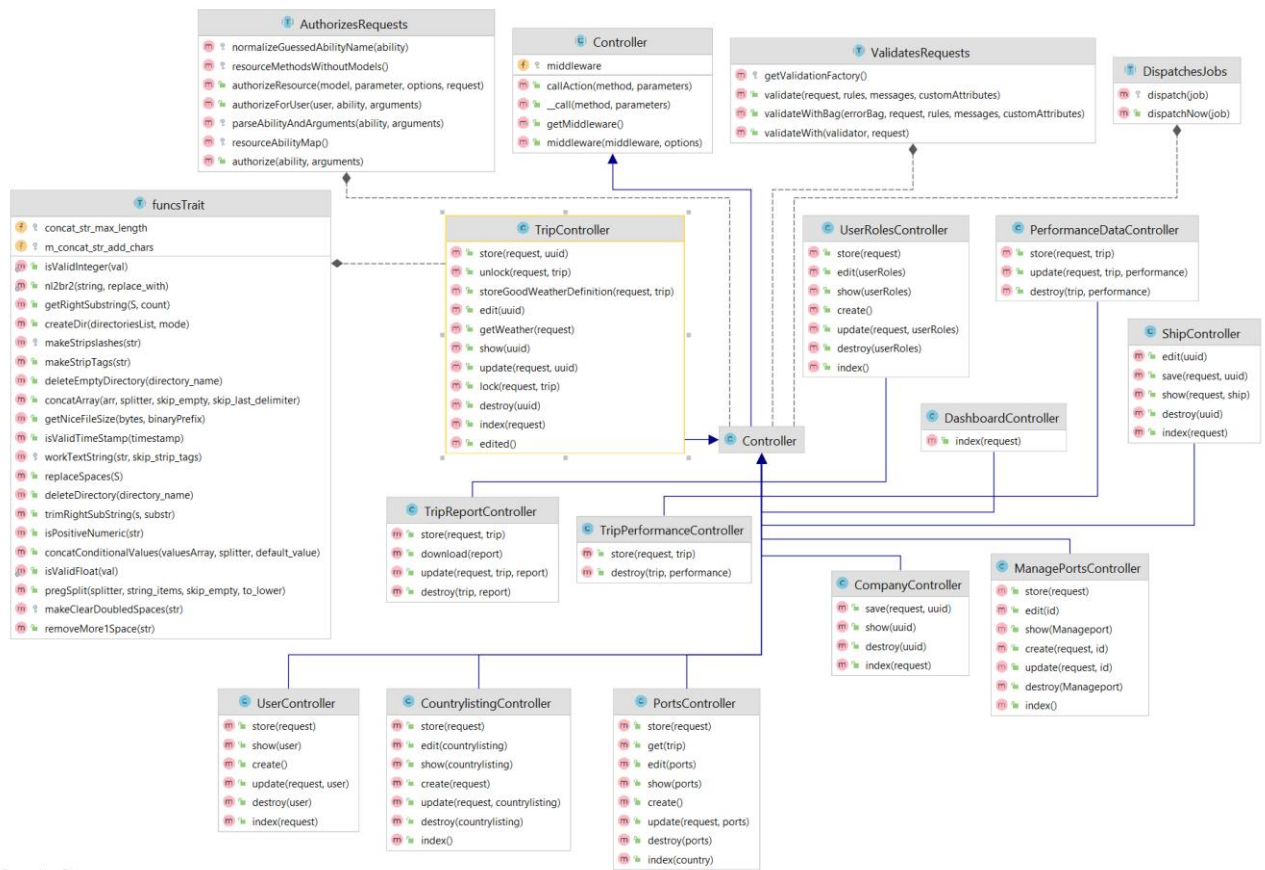 AuthorizesRequests
normalizeGuessedAbilityName(ability)
resourceMethodsWithoutModels()
authorizeResource(model, parameter, options, request)
authorizeForUser(user, ability, arguments)
parseAbilityAndArguments(ability, arguments)
resourceAbilityMap()
authorize(ability, arguments)
Controller
middleware
callAction(method, parameters)
__call(method, parameters)
getMiddleware()
middleware(middleware, options)
ValidatesRequests
getValidationFactory()
validate(request, rules, messages, customAttributes)
validateWithBag(errorBag, request, rules, messages, customAttributes)
validateWith(validator, request)
DispatchesJobs
dispatch(job)
dispatchNow(job)
funcsTrait
concat_str_max_length
m_concat_str_add_chars
isValidInteger(val)
nl2br2(string, replace_with)
getRightSubstring(S, count)
createDir(directoriesList, mode)
makeStripslashes(str)
makeStripTags(str)
deleteEmptyDirectory(directory_name)
concatArray(arr, splitter, skip_empty, skip_last_delimiter)
getNiceFileSize(bytes, binaryPrefix)
isValidTimeStamp(timestamp)
workTextString(str, skip_strip_tags)
replaceSpaces(S)
deleteDirectory(directory_name)
trimRightSubString(s, substr)
isPositiveNumeric(str)
concatConditionalValues(valuesArray, splitter, default_value)
isValidFloat(val)
pregSplit(splitter, string_items, skip_empty, to_lower)
makeClearDoubledSpaces(str)
removeMore1Space(str)
TripController
store(request, uuid)
unlock(request, trip)
storeGoodWeatherDefinition(request, trip)
edit(uuid)
getWeather(request)
show(uuid)
update(request, uuid)
lock(request, trip)
destroy(uuid)
index(request)
edited()
UserRolesController
store(request)
edit(userRoles)
show(userRoles)
create()
update(request, userRoles)
destroy(userRoles)
index()
PerformanceDataController
store(request, trip)
update(request, trip, performance)
destroy(trip, performance)
ShipController
edit(uuid)
save(request, uuid)
show(request, ship)
destroy(uuid)
index(request)
DashboardController
index(request)
Controller
TripReportController
store(request, trip)
download(report)
update(request, trip, report)
destroy(trip, report)
TripPerformanceController
store(request, trip)
destroy(trip, performance)
CompanyController
save(request, uuid)
show(uuid)
destroy(uuid)
index(request)
ManagePortsController
store(request)
edit(id)
show(Manageport)
create(request, id)
update(request, id)
destroy(Manageport)
index()
UserController
store(request)
show(user)
create()
update(request, user)
destroy(user)
index(request)
CountrylistingController
store(request)
edit(countrylisting)
show(countrylisting)
create(request)
update(request, countrylisting)
destroy(countrylisting)
index()
PortsController
store(request)
get(trip)
edit(ports)
show(ports)
create()
update(request, ports)
destroy(ports)
index(country)